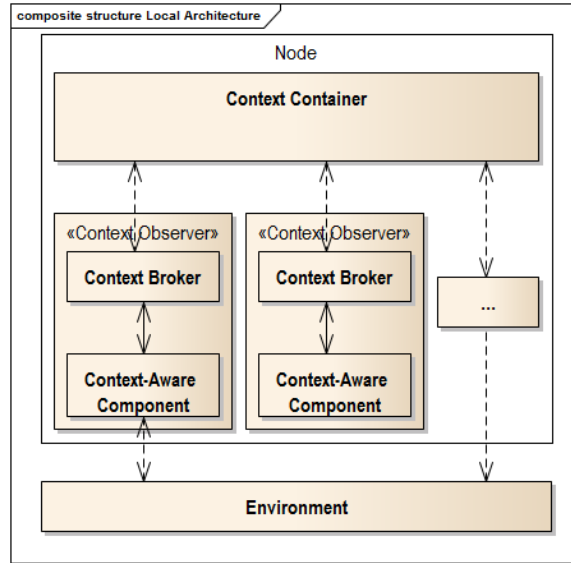 composite structure Local Architecture
Node
Context Container
«Context Observer»
Context Broker
Context-Aware
Component
«Context Observer»
Context Broker
Context-Aware
Component
...
Environment